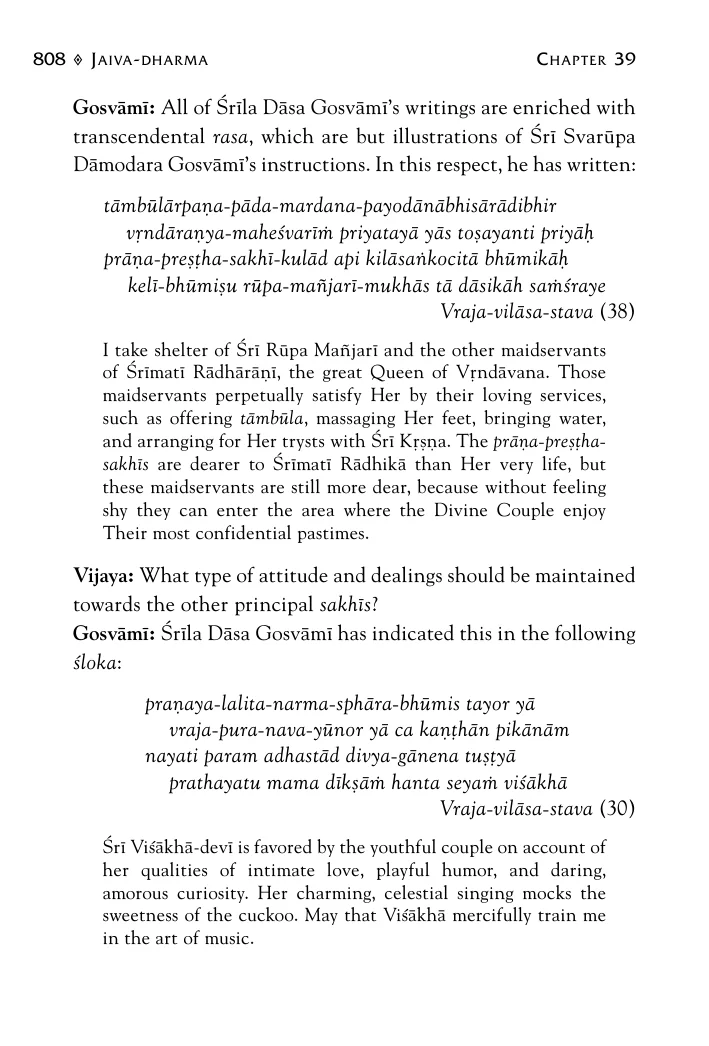 808 ◊ JAIVA-DHARMA CHAPTER 39
Gosvāmī: All of Śrīla Dāsa Gosvāmī's writings are enriched with
transcendental rasa, which are but illustrations of Śrī Svarūpa
Dāmodara Gosvāmī's instructions. In this respect, he has written:
tāmbūlārpaṇa-pāda-mardana-payodānābhisārādibhir
vṛndāraṇya-maheśvarīṁ priyatayā yās toṣayanti priyāḥ
prāṇa-preṣṭha-sakhī-kulād api kilāsaṅkocitā bhūmikāḥ
kelī-bhūmiṣu rūpa-mañjarī-mukhās tā dāsikāh saṁśraye
Vraja-vilāsa-stava (38)
I take shelter of Śrī Rūpa Mañjarī and the other maidservants
of Śrīmatī Rādhārāṇī, the great Queen of Vṛndāvana. Those
maidservants perpetually satisfy Her by their loving services,
such as offering tāmbūla, massaging Her feet, bringing water,
and arranging for Her trysts with Śrī Kṛṣṇa. The prāṇa-preṣṭha-
sakhīs are dearer to Śrīmatī Rādhikā than Her very life, but
these maidservants are still more dear, because without feeling
shy they can enter the area where the Divine Couple enjoy
Their most confidential pastimes.
Vijaya: What type of attitude and dealings should be maintained
towards the other principal sakhīs?
Gosvāmī: Śrīla Dāsa Gosvāmī has indicated this in the following
śloka:
praṇaya-lalita-narma-sphāra-bhūmis tayor yā
vraja-pura-nava-yūnor yā ca kaṇṭhān pikānām
nayati param adhastād divya-gānena tuṣṭyā
prathayatu mama dīkṣāṁ hanta seyaṁ viśākhā
Vraja-vilāsa-stava (30)
Śrī Viśākhā-devī is favored by the youthful couple on account of
her qualities of intimate love, playful humor, and daring,
amorous curiosity. Her charming, celestial singing mocks the
sweetness of the cuckoo. May that Viśākhā mercifully train me
in the art of music.